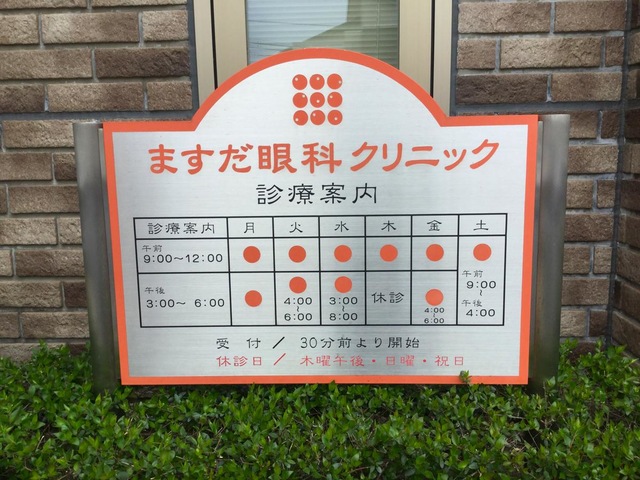 ますだ眼科クリニック
診療案内
診療案内 月 火 水 木 金 土
午前
9:00～12:00
午後
3:00～ 6:00
4:00
～
6:00
3:00
～
8:00
休診
4:00
～
6:00
午前
9:00
～
午後
4:00
受 付 / 30分前より開始
休診日 / 木曜午後・日曜・祝日